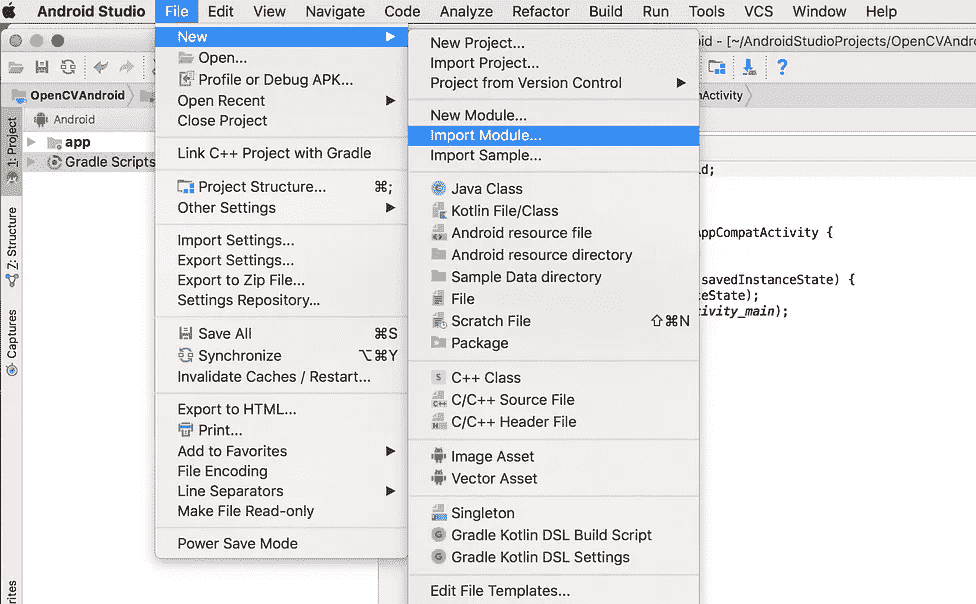 Android Studio File Edit View Navigate Code Analyze Refactor Build Run Tools VCS Window Help
oid - [~/AndroidStudioProjects/OpenCVAndro
OpenCVAndroid
nActivity
Android
app
Gradle Scripts
1: Project
Z: Structure
Captures
rites
New
Open...
Profile or Debug APK...
Open Recent
Close Project
Link C++ Project with Gradle
Project Structure... ⌘;
Other Settings
Import Settings...
Export Settings...
Export to Zip File...
Settings Repository...
Save All ⌘S
Synchronize ⌥⌘Y
Invalidate Caches / Restart...
Export to HTML...
Print...
Add to Favorites
File Encoding
Line Separators
Make File Read-only
Power Save Mode
New Project...
Import Project...
Project from Version Control
New Module...
Import Module...
Import Sample...
Java Class
Kotlin File/Class
Android resource file
Android resource directory
Sample Data directory
File
Scratch File ⇧⌘N
Package
S C++ Class
C/C++ Source File
C/C++ Header File
Image Asset
Vector Asset
Singleton
G Gradle Kotlin DSL Build Script
G Gradle Kotlin DSL Settings
Edit File Templates...
d;
AppCompatActivity {
savedInstanceState) {
ceState);
tivity_main);